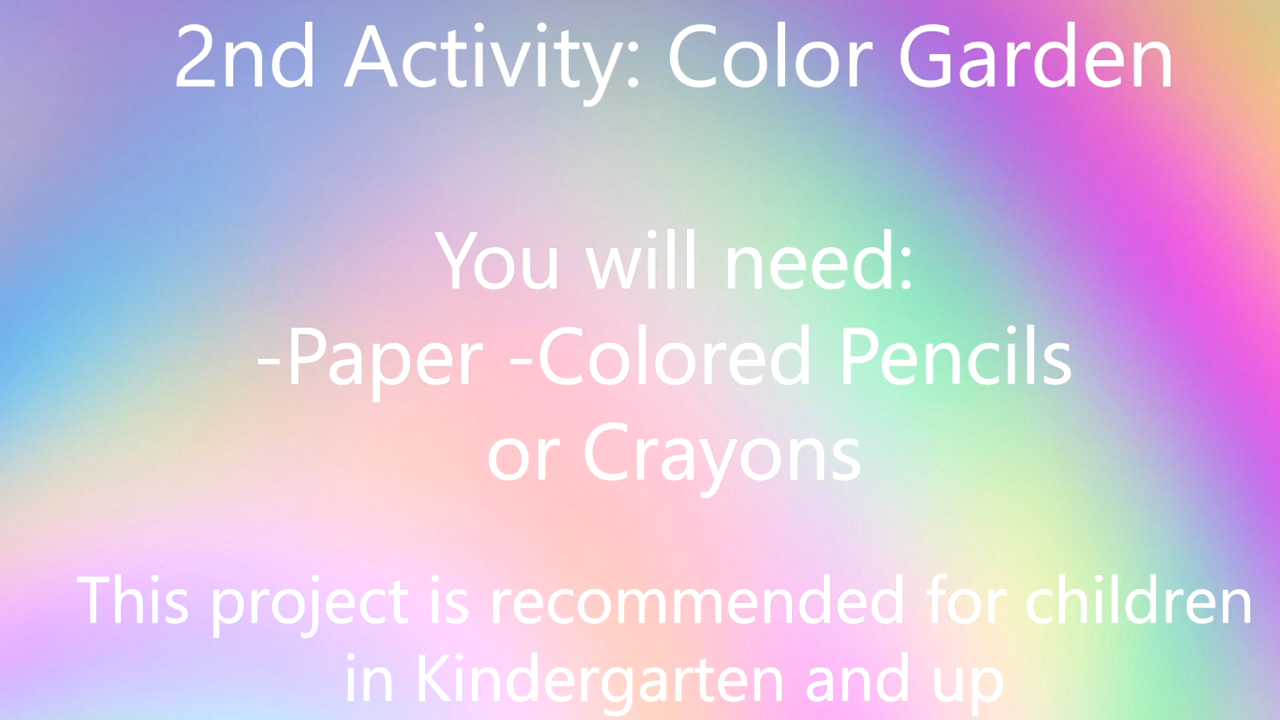 2nd Activity: Color Garden
You will need:
-Paper -Colored Pencils
or Crayons
This project is recommended for children
in Kindergarten and up